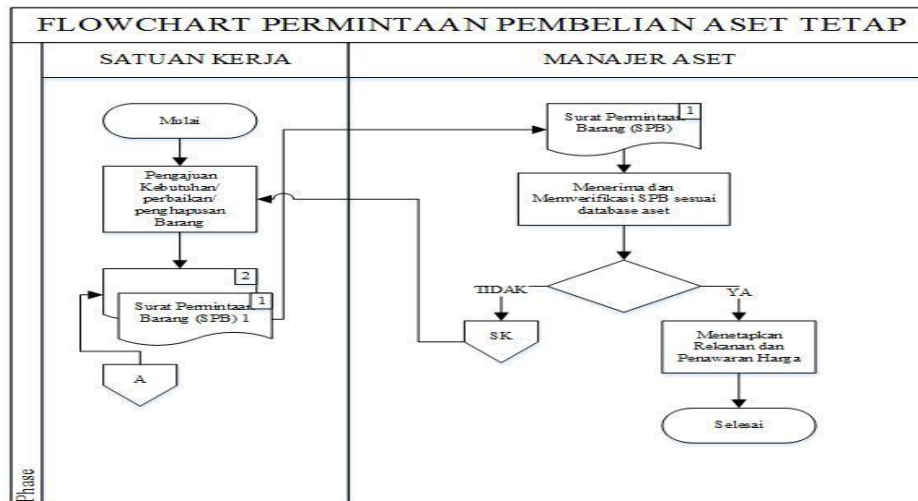 FLOWCHART PERMINTAAN PEMBELIAN ASET TETAP
SATUAN KERJA
MANAJER ASET
Mulai
Pengajuan
Kebutuhan/
perbaikan/
penghapusan
Barang
2
1
Surat Permintaan
Barang (SPB) 1
A
1
Surat Permintaan
Barang (SPB)
Menerima dan
Memverifikasi SPB sesuai
database aset
TIDAK
YA
SK
Menetapkan
Rekanan dan
Penawaran Harga
Selesai
Phase